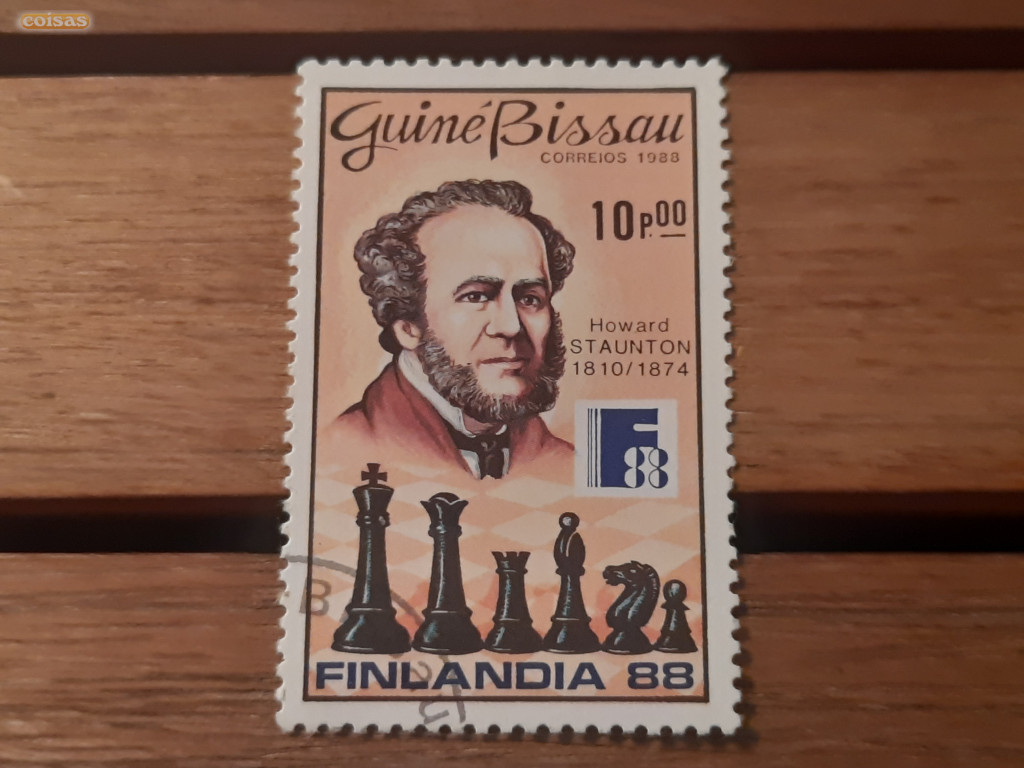 coisas
Guiné-Bissau
CORREIOS 1988
10P.00
Howard
STAUNTON
1810/1874
F
88
B
FINLANDIA 88